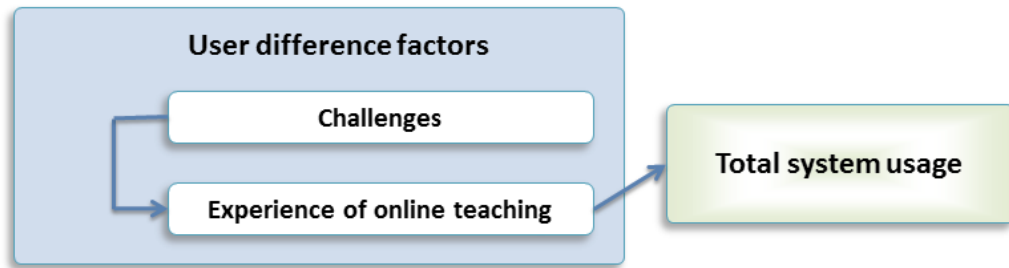 User difference factors
Challenges
Experience of online teaching
Total system usage